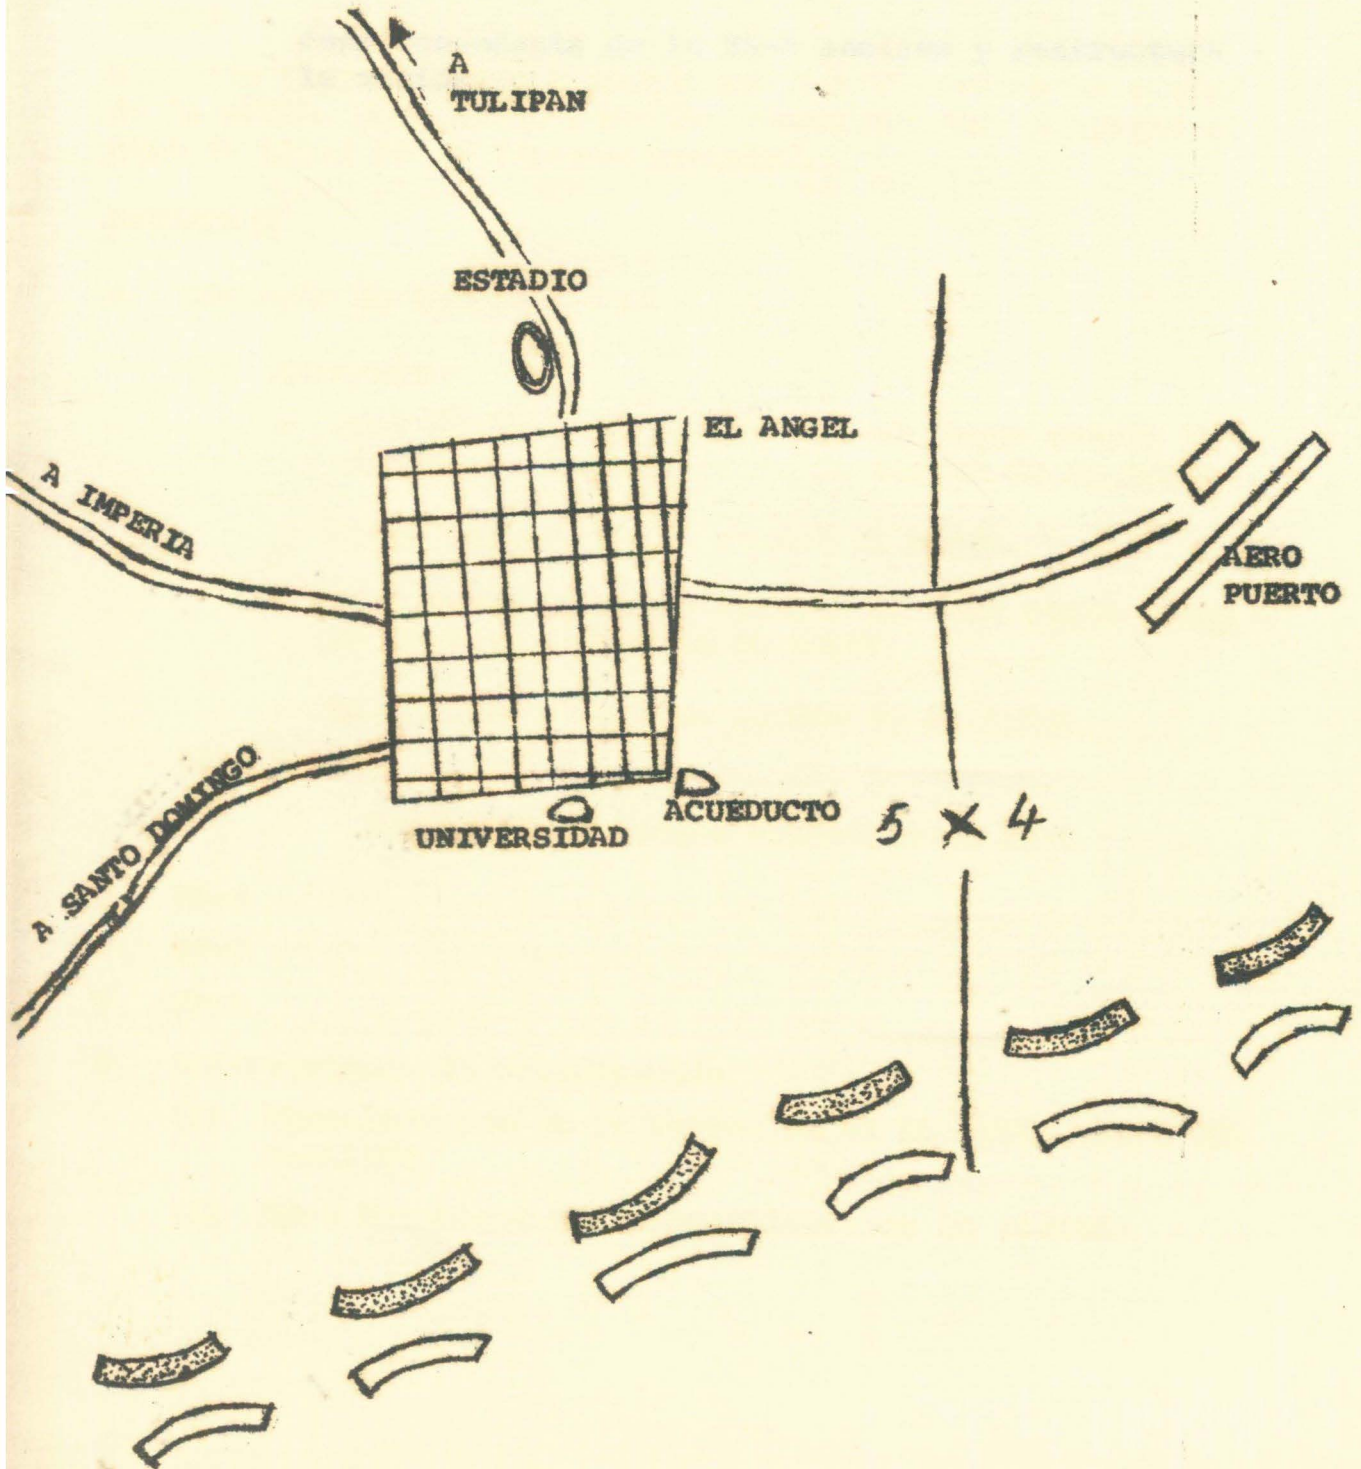 A
TULIPAN
ESTADIO
EL ANGEL
A IMPERIA
AERO
PUERTO
A SANTO DOMINGO
UNIVERSIDAD
ACUEDUCTO
5 X 4